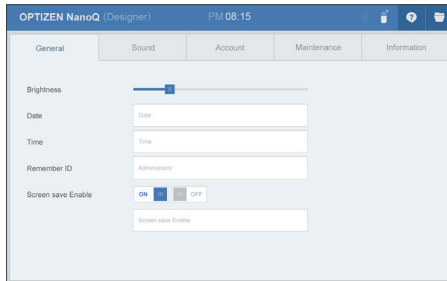 OPTIZEN NanoQ (Designer) PM 08:15
General Sound Account Maintenance Information
Brightness
Date Date
Time Time
Remember ID Administrator
Screen save Enable ON OFF
Screen save Enable